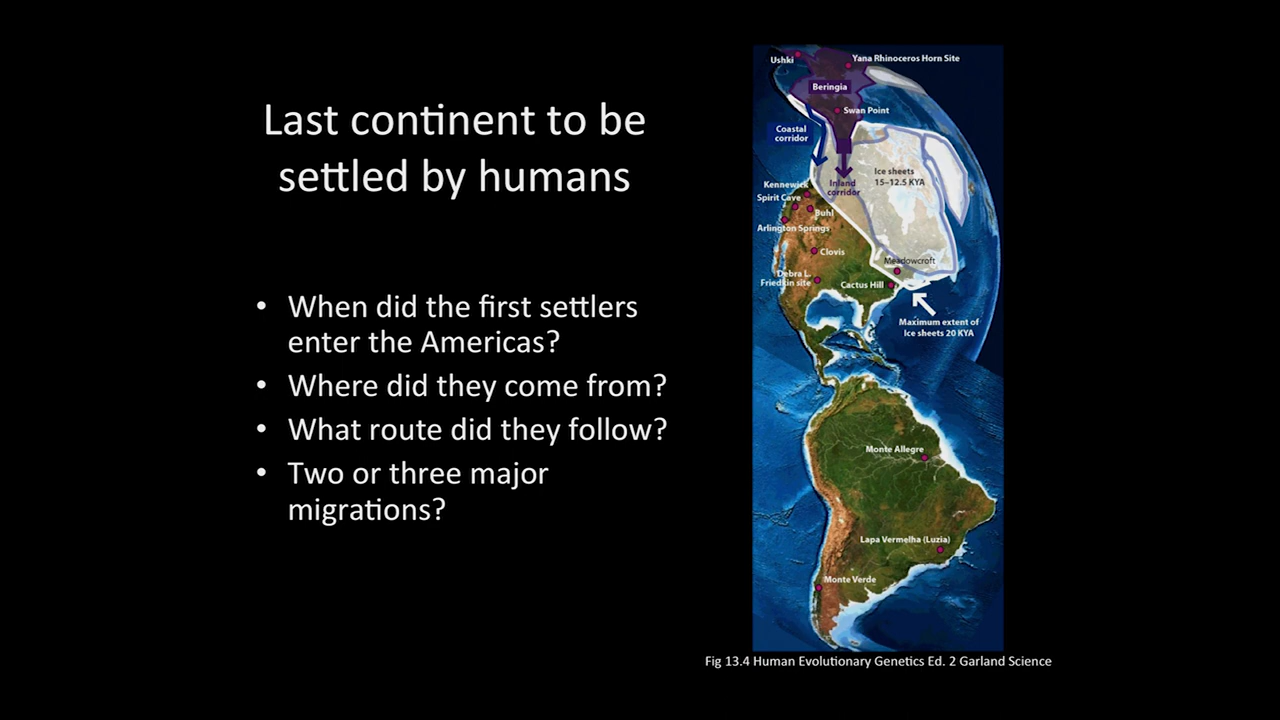 Last continent to be
settled by humans
• When did the first settlers
enter the Americas?
• Where did they come from?
• What route did they follow?
• Two or three major
migrations?
Ushki
Yana Rhinoceros Horn Site
Beringia
Swan Point
Coastal
corridor
Ice sheets
15–12.5 KYA
Inland
corridor
Kennewick
Spirit Cave
Buhl
Arlington Springs
Clovis
Meadowcroft
Debra L.
Friedkin site
Cactus Hill
Maximum extent of
Ice sheets 20 KYA
Monte Allegre
Lapa Vermelha (Luzia)
Monte Verde
Fig 13.4 Human Evolutionary Genetics Ed. 2 Garland Science